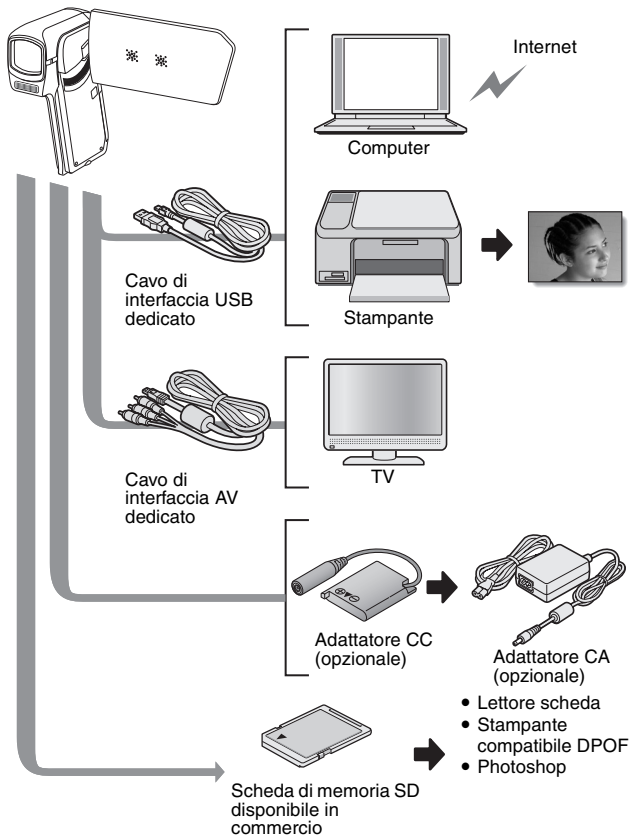 Internet
Computer
Cavo di
interfaccia USB
dedicato
Stampante
Cavo di
interfaccia AV
dedicato
TV
Adattatore CC
(opzionale)
Adattatore CA
(opzionale)
• Lettore scheda
• Stampante
compatibile DPOF
• Photoshop
Scheda di memoria SD
disponibile in
commercio